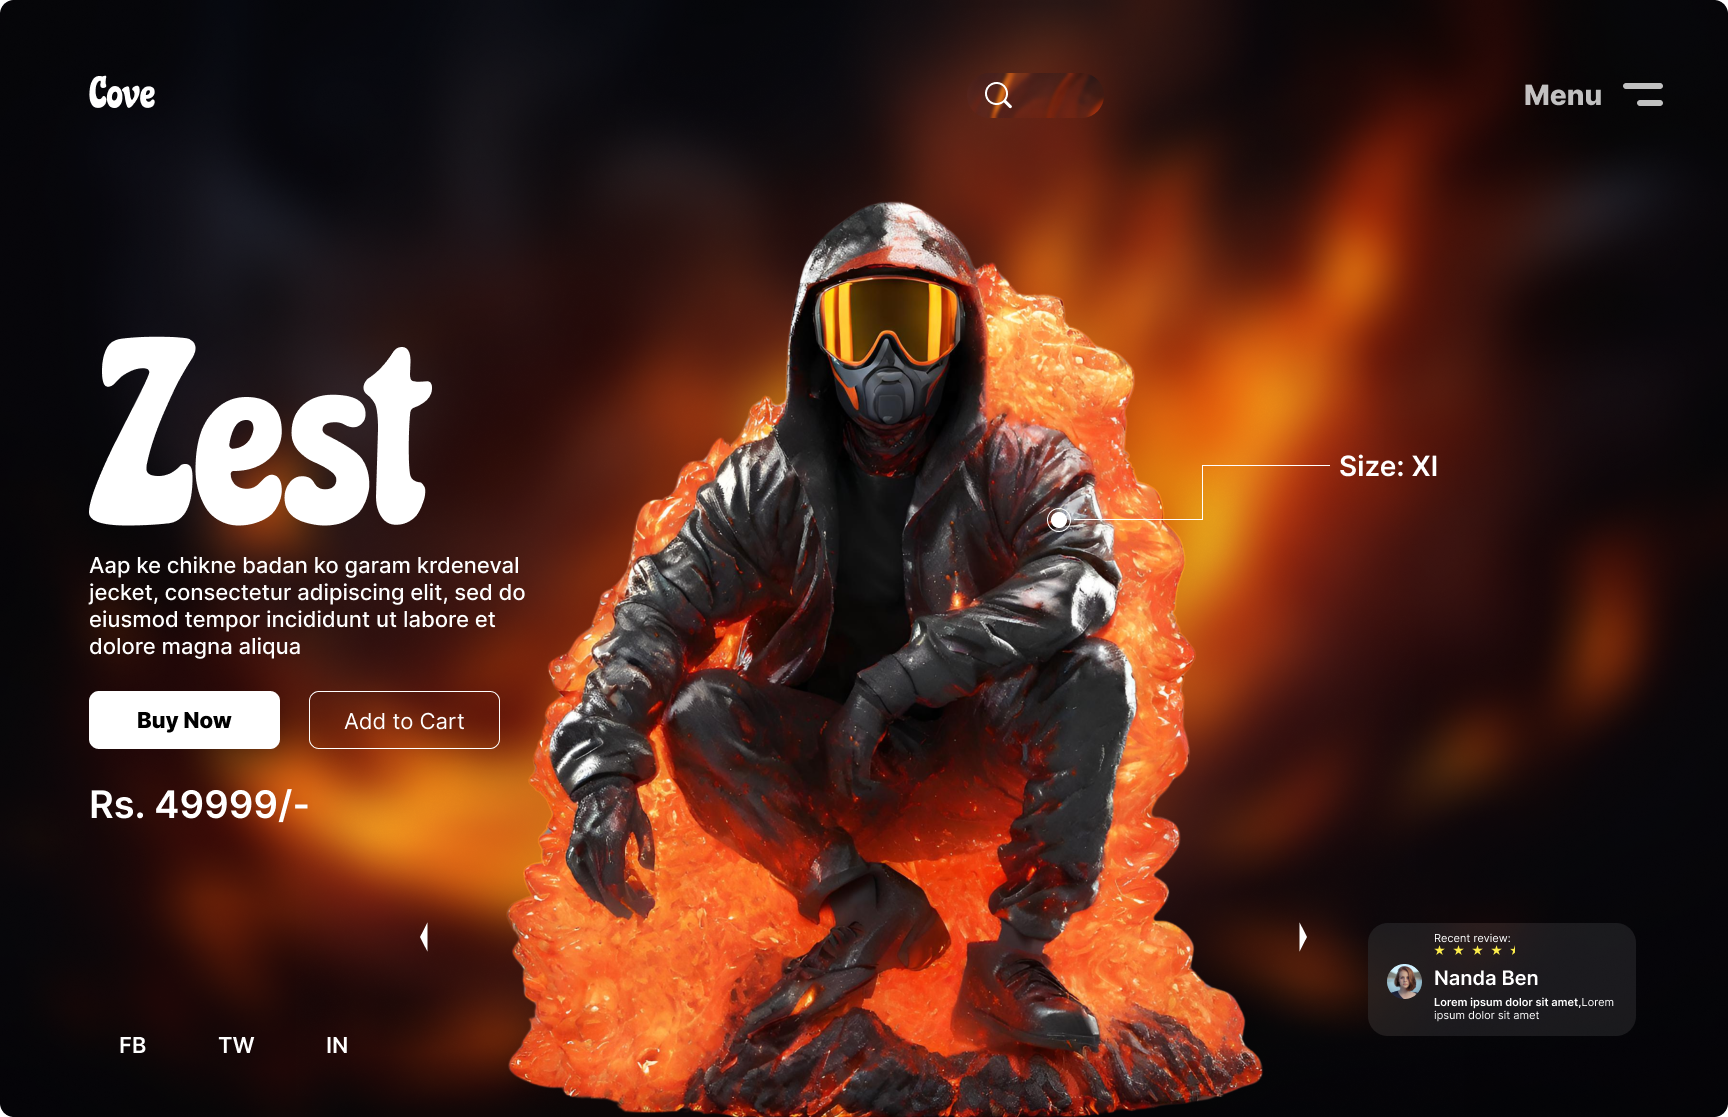 Cove
Menu
Zest
Size: Xl
Aap ke chikne badan ko garam krdeneval
jecket, consectetur adipiscing elit, sed do
eiusmod tempor incididunt ut labore et
dolore magna aliqua
Buy Now
Add to Cart
Rs. 49999/-
Recent review:
Nanda Ben
Lorem ipsum dolor sit amet,Lorem
ipsum dolor sit amet
FB
TW
IN